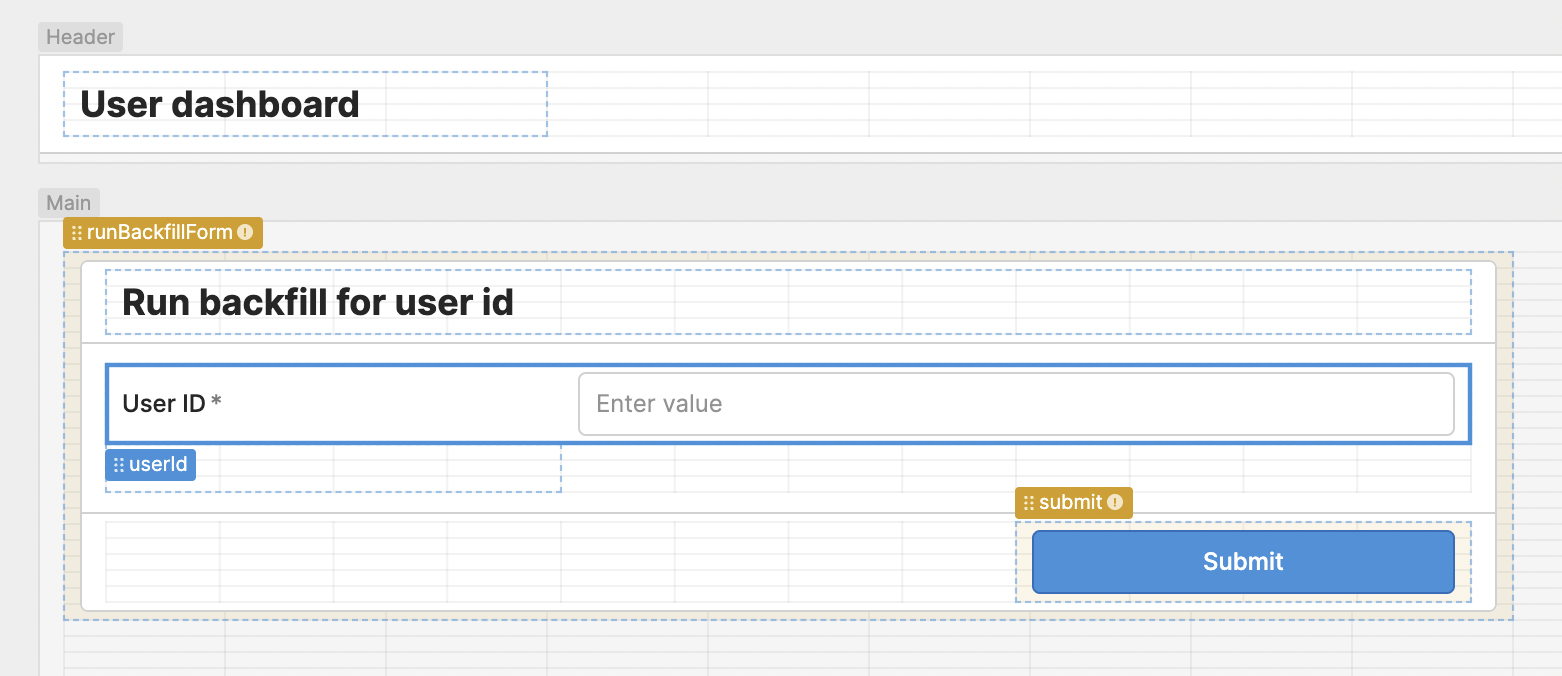 Header
User dashboard
Main
runBackfillForm
Run backfill for user id
User ID *
Enter value
userId
submit
Submit